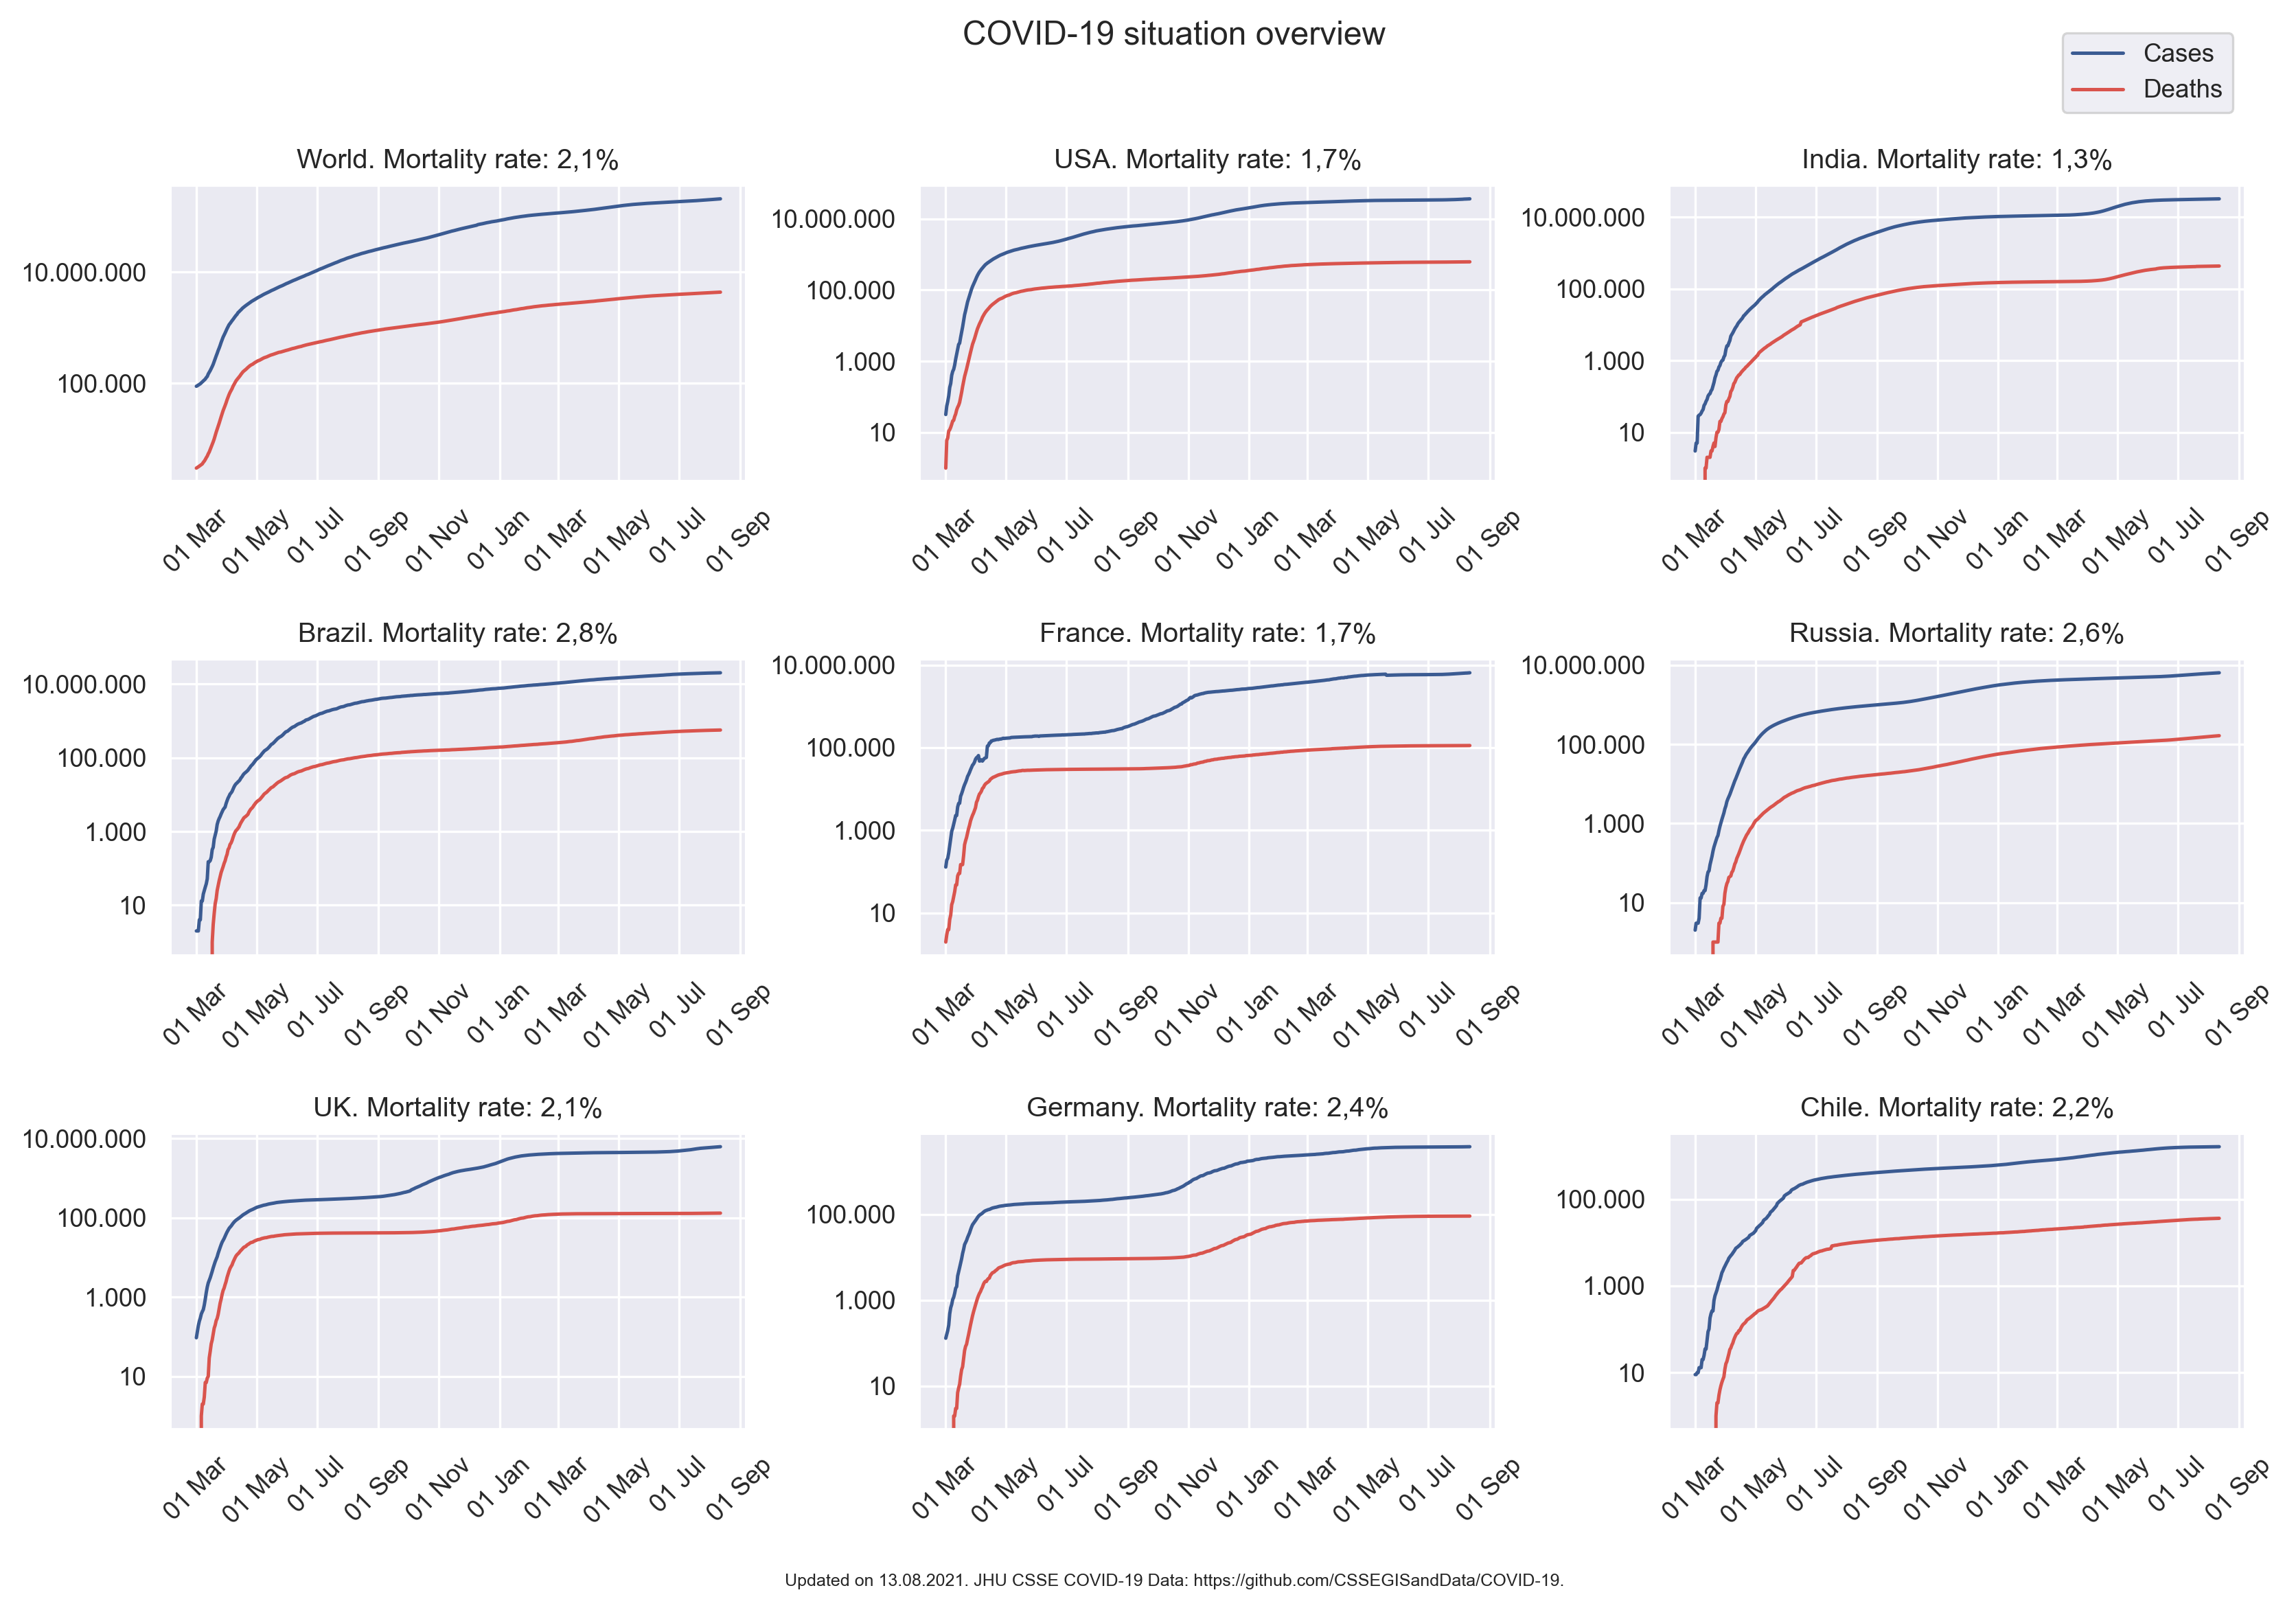 COVID-19 situation overview
Cases
Deaths
World. Mortality rate: 2,1%
10.000.000
100.000
01 Mar
01 May
01 Jul
01 Sep
01 Nov
01 Jan
01 Mar
01 May
01 Jul
01 Sep
USA. Mortality rate: 1,7%
10.000.000
100.000
1.000
10
01 Mar
01 May
01 Jul
01 Sep
01 Nov
01 Jan
01 Mar
01 May
01 Jul
01 Sep
India. Mortality rate: 1,3%
10.000.000
100.000
1.000
10
01 Mar
01 May
01 Jul
01 Sep
01 Nov
01 Jan
01 Mar
01 May
01 Jul
01 Sep
Brazil. Mortality rate: 2,8%
10.000.000
100.000
1.000
10
01 Mar
01 May
01 Jul
01 Sep
01 Nov
01 Jan
01 Mar
01 May
01 Jul
01 Sep
France. Mortality rate: 1,7%
10.000.000
100.000
1.000
10
01 Mar
01 May
01 Jul
01 Sep
01 Nov
01 Jan
01 Mar
01 May
01 Jul
01 Sep
Russia. Mortality rate: 2,6%
10.000.000
100.000
1.000
10
01 Mar
01 May
01 Jul
01 Sep
01 Nov
01 Jan
01 Mar
01 May
01 Jul
01 Sep
UK. Mortality rate: 2,1%
10.000.000
100.000
1.000
10
01 Mar
01 May
01 Jul
01 Sep
01 Nov
01 Jan
01 Mar
01 May
01 Jul
01 Sep
Germany. Mortality rate: 2,4%
100.000
1.000
10
01 Mar
01 May
01 Jul
01 Sep
01 Nov
01 Jan
01 Mar
01 May
01 Jul
01 Sep
Chile. Mortality rate: 2,2%
100.000
1.000
10
01 Mar
01 May
01 Jul
01 Sep
01 Nov
01 Jan
01 Mar
01 May
01 Jul
01 Sep
Updated on 13.08.2021. JHU CSSE COVID-19 Data: https://github.com/CSSEGISandData/COVID-19.